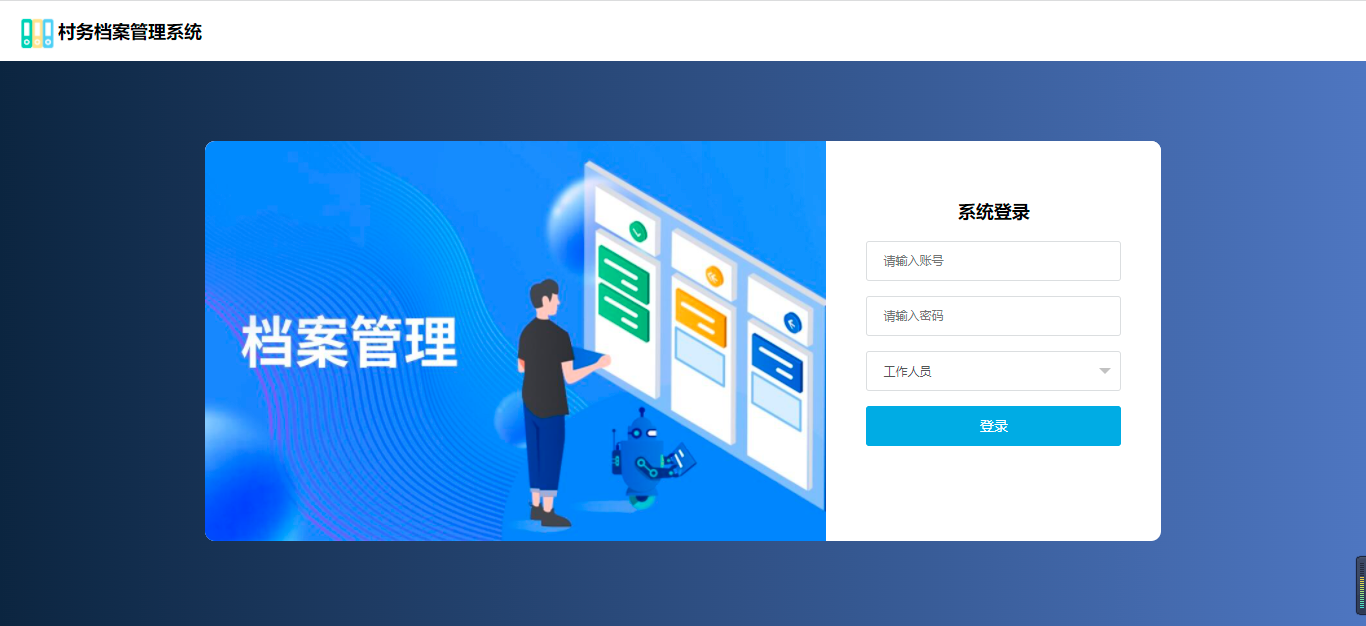 村务档案管理系统
档案管理
系统登录
请输入账号
请输入密码
工作人员
登录